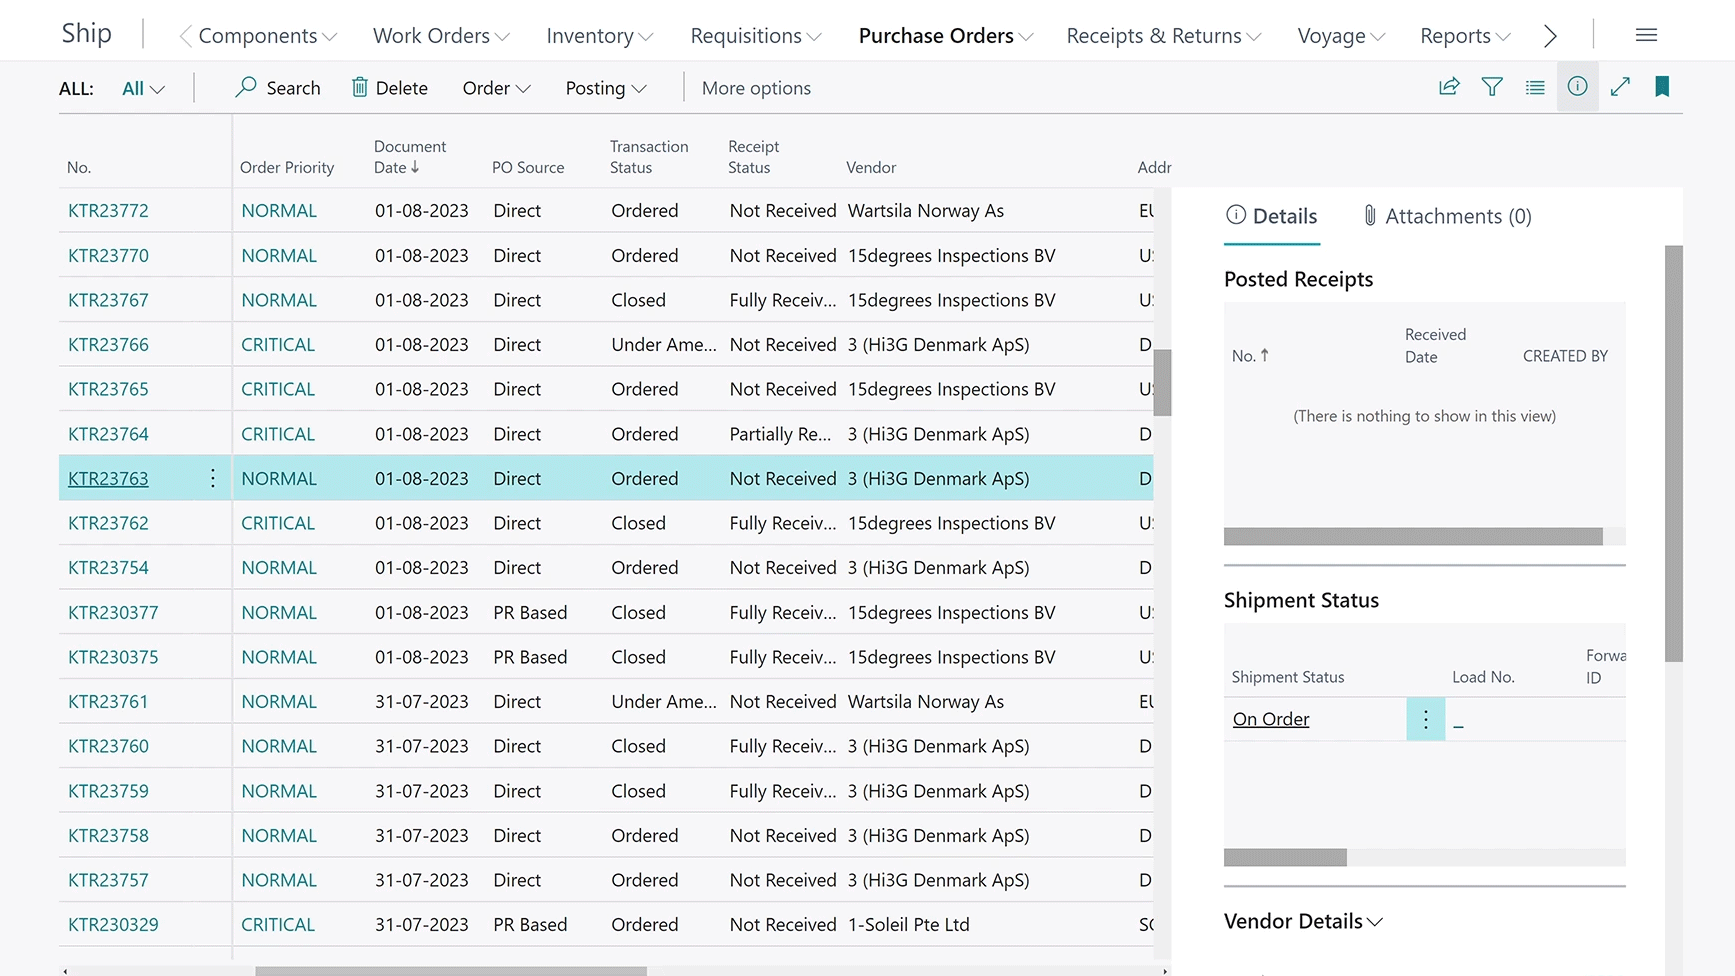 Ship Components Work Orders Inventory Requisitions Purchase Orders Receipts & Returns Voyage Reports
ALL: All Search Delete Order Posting More options
No. Order Priority Document Date↓ PO Source Transaction Status Receipt Status Vendor Addr
KTR23772 NORMAL 01-08-2023 Direct Ordered Not Received Wartsila Norway As
KTR23770 NORMAL 01-08-2023 Direct Ordered Not Received 15degrees Inspections BV
KTR23767 NORMAL 01-08-2023 Direct Closed Fully Receiv... 15degrees Inspections BV
KTR23766 CRITICAL 01-08-2023 Direct Under Ame... Not Received 3 (Hi3G Denmark ApS) D
KTR23765 CRITICAL 01-08-2023 Direct Ordered Not Received 15degrees Inspections BV
KTR23764 CRITICAL 01-08-2023 Direct Ordered Partially Re... 3 (Hi3G Denmark ApS) D
KTR23763 NORMAL 01-08-2023 Direct Ordered Not Received 3 (Hi3G Denmark ApS) D
KTR23762 CRITICAL 01-08-2023 Direct Closed Fully Receiv... 15degrees Inspections BV
KTR23754 NORMAL 01-08-2023 Direct Ordered Not Received 3 (Hi3G Denmark ApS) D
KTR230377 NORMAL 01-08-2023 PR Based Closed Fully Receiv... 15degrees Inspections BV
KTR230375 NORMAL 01-08-2023 PR Based Closed Fully Receiv... 15degrees Inspections BV
KTR23761 NORMAL 31-07-2023 Direct Under Ame... Not Received Wartsila Norway As
KTR23760 NORMAL 31-07-2023 Direct Closed Fully Receiv... 3 (Hi3G Denmark ApS) D
KTR23759 NORMAL 31-07-2023 Direct Closed Fully Receiv... 3 (Hi3G Denmark ApS) D
KTR23758 NORMAL 31-07-2023 Direct Ordered Not Received 3 (Hi3G Denmark ApS) D
KTR23757 NORMAL 31-07-2023 Direct Ordered Not Received 3 (Hi3G Denmark ApS) D
KTR230329 CRITICAL 31-07-2023 PR Based Ordered Not Received 1-Soleil Pte Ltd
Details Attachments (0)
Posted Receipts
No.↑ Received Date CREATED BY
(There is nothing to show in this view)
Shipment Status
Shipment Status Load No. Forwa ID
On Order _
Vendor Details